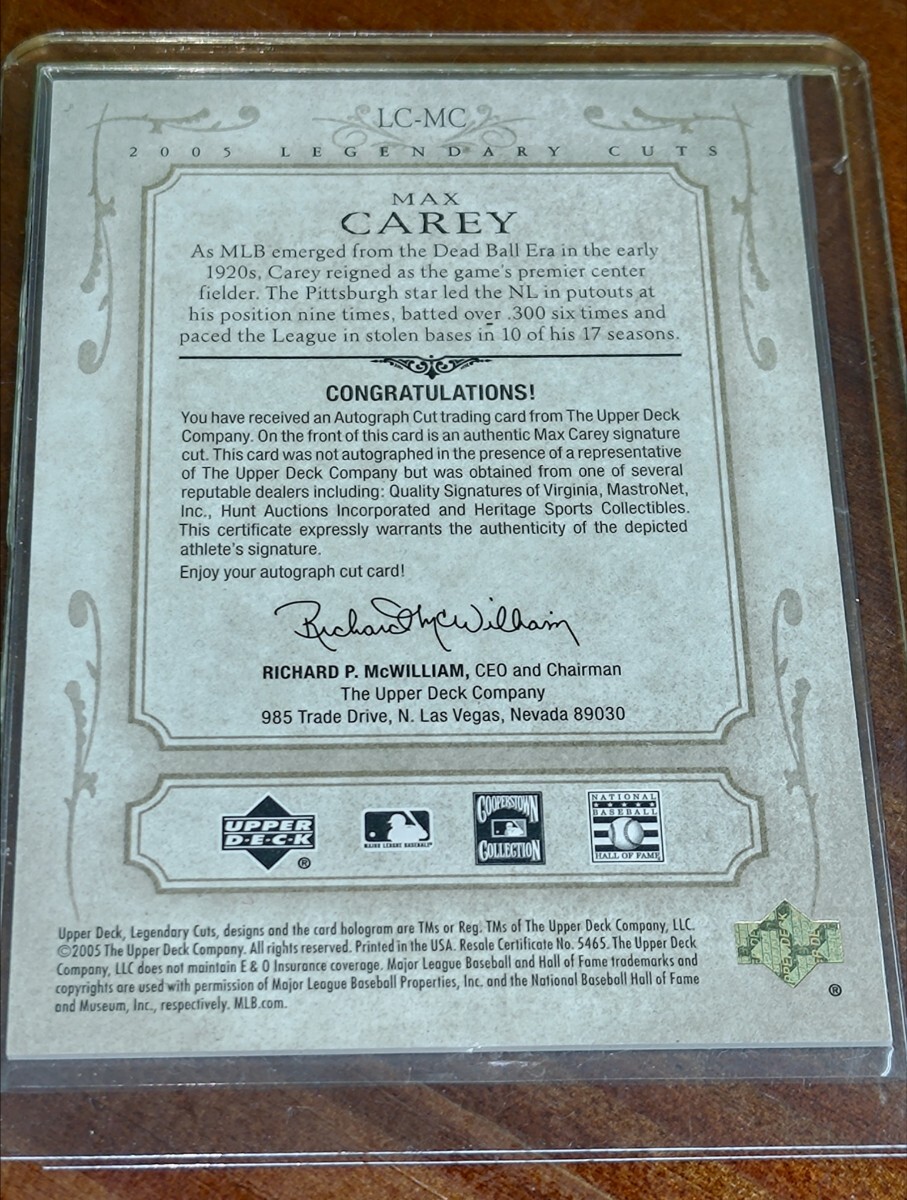 LC-MC
2005 LEGENDARY CUTS
MAX
CAREY
As MLB emerged from the Dead Ball Era in the early
1920s, Carey reigned as the game's premier center
fielder. The Pittsburgh star led the NL in putouts at
his position nine times, batted over .300 six times and
paced the League in stolen bases in 10 of his 17 seasons.
CONGRATULATIONS!
You have received an Autograph Cut trading card from The Upper Deck
Company. On the front of this card is an authentic Max Carey signature
cut. This card was not autographed in the presence of a representative
of The Upper Deck Company but was obtained from one of several
reputable dealers including: Quality Signatures of Virginia, MastroNet,
Inc., Hunt Auctions Incorporated and Heritage Sports Collectibles.
This certificate expressly warrants the authenticity of the depicted
athlete's signature.
Enjoy your autograph cut card!
Richard McWilliam
RICHARD P. McWILLIAM, CEO and Chairman
The Upper Deck Company
985 Trade Drive, N. Las Vegas, Nevada 89030
UPPER
D·E·C·K
®
MAJOR LEAGUE BASEBALL®
COOPERSTOWN
COLLECTION
NATIONAL
BASEBALL
HALL OF FAME
Upper Deck, Legendary Cuts, designs and the card hologram are TMs or Reg. TMs of The Upper Deck Company, LLC.
©2005 The Upper Deck Company. All rights reserved. Printed in the USA. Resale Certificate No. 5465. The Upper Deck
Company, LLC does not maintain E & O Insurance coverage. Major League Baseball and Hall of Fame trademarks and
copyrights are used with permission of Major League Baseball Properties, Inc. and the National Baseball Hall of Fame
and Museum, Inc., respectively. MLB.com.
®